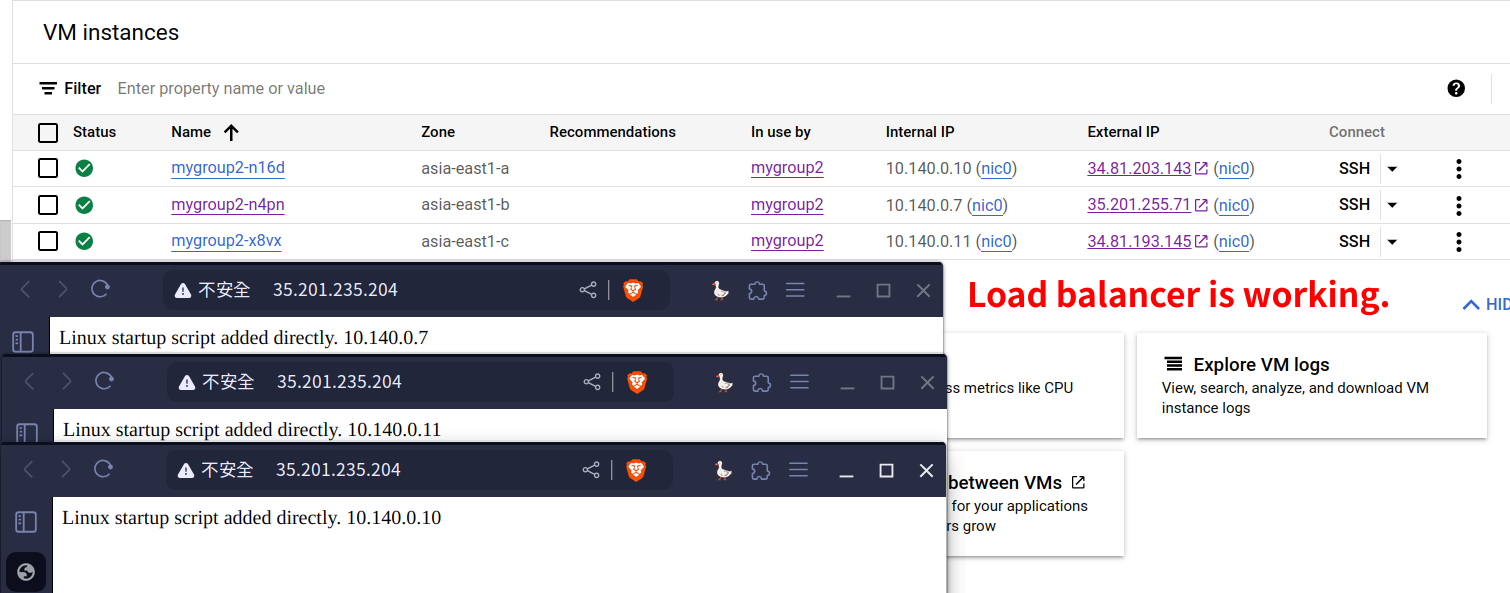 VM instances
Filter Enter property name or value
Status Name Zone Recommendations In use by Internal IP External IP Connect
mygroup2-n16d asia-east1-a mygroup2 10.140.0.10 (nic0) 34.81.203.143 (nic0) SSH
mygroup2-n4pn asia-east1-b mygroup2 10.140.0.7 (nic0) 35.201.255.71 (nic0) SSH
mygroup2-x8vx asia-east1-c mygroup2 10.140.0.11 (nic0) 34.81.193.145 (nic0) SSH
不安全 35.201.235.204
Load balancer is working.
HID
Linux startup script added directly. 10.140.0.7
不安全 35.201.235.204
Linux startup script added directly. 10.140.0.11
不安全 35.201.235.204
Linux startup script added directly. 10.140.0.10
ss metrics like CPU
Explore VM logs
View, search, analyze, and download VM
instance logs
between VMs
for your applications
rs grow